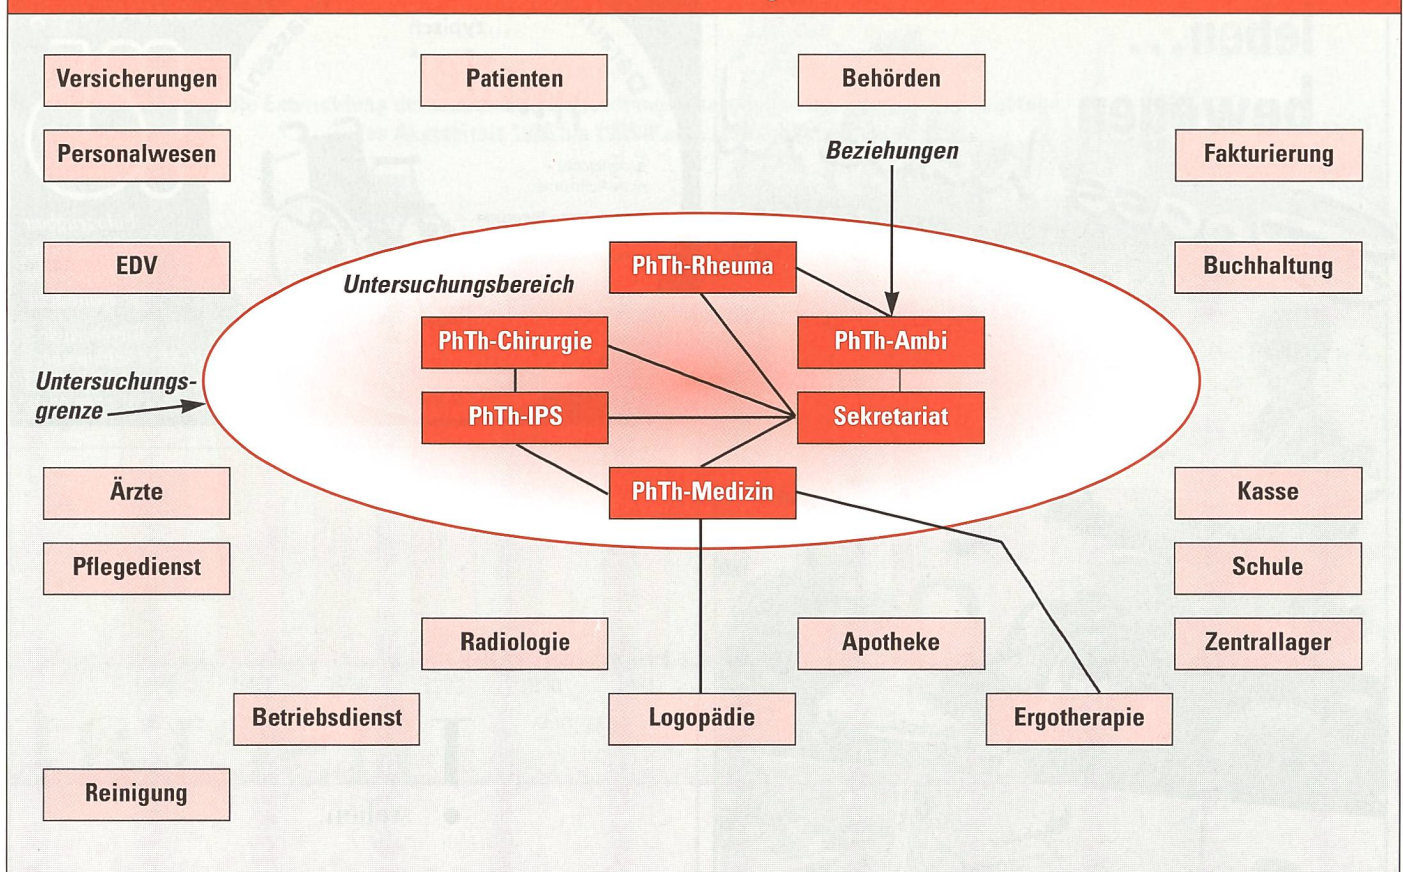 Versicherungen
Patienten
Behörden
Personalwesen
Beziehungen
Fakturierung
EDV
PhTh-Rheuma
Buchhaltung
Untersuchungsbereich
PhTh-Chirurgie
PhTh-Ambi
Untersuchungs-
grenze
PhTh-IPS
Sekretariat
Ärzte
PhTh-Medizin
Kasse
Pflegedienst
Schule
Radiologie
Apotheke
Zentrallager
Betriebsdienst
Logopädie
Ergotherapie
Reinigung